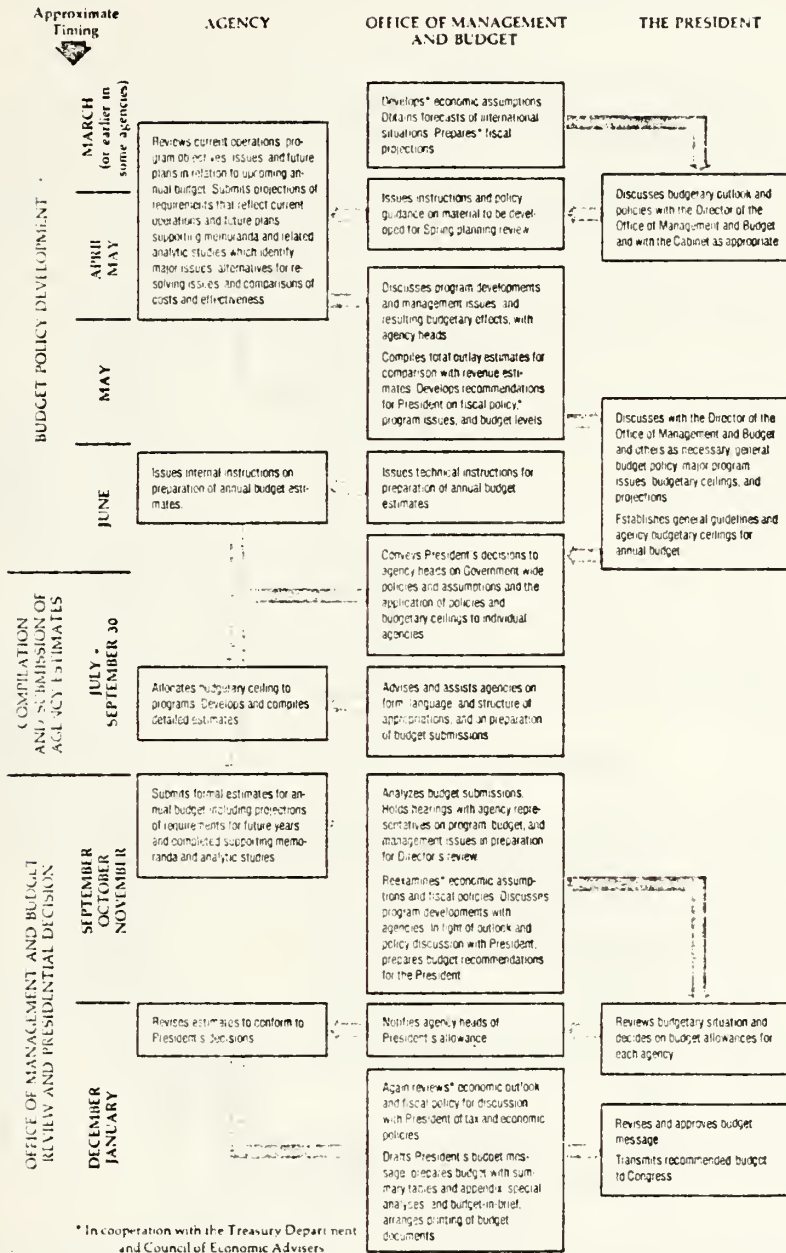 Approximate
Timing
AGENCY
OFFICE OF MANAGEMENT
AND BUDGET
THE PRESIDENT
BUDGET POLICY DEVELOPMENT
MARCH
(or earlier in
some agencies)
APRIL
MAY
MAY
JUNE
Reviews current operations, pro-
gram objectives, issues, and future
plans in relation to upcoming an-
nual budget. Submits projections of
requirements that reflect current
operations and future plans
supporting memoranda and related
analytic studies which identify
major issues, alternatives for re-
solving issues, and comparisons of
costs and effectiveness
Develops* economic assumptions
Obtains forecasts of international
situations. Prepares* fiscal
projections
Issues instructions and policy
guidance on material to be devel-
oped for Spring planning review
Discusses budgetary outlook and
policies with the Director of the
Office of Management and Budget
and with the Cabinet as appropriate
Discusses program developments
and management issues, and
resulting budgetary effects, with
agency heads
Compiles total outlay estimates for
comparison with revenue esti-
mates. Develops recommendations
for President on fiscal policy,*
program issues, and budget levels
Discusses with the Director of the
Office of Management and Budget
and others as necessary, general
budget policy, major program
issues, budgetary ceilings, and
projections
Establishes general guidelines and
agency budgetary ceilings for
annual budget
Issues internal instructions on
preparation of annual budget esti-
mates.
Issues technical instructions for
preparation of annual budget
estimates
Conveys President's decisions to
agency heads on Government wide
policies and assumptions and the
application of policies and
budgetary ceilings to individual
agencies
COMPILATION
AND SUBMISSION OF
AGENCY ESTIMATES
JULY -
SEPTEMBER 30
Allocates budgetary ceiling to
programs. Develops and compiles
detailed estimates
Advises and assists agencies on
form, language, and structure of
appropriations, and on preparation
of budget submissions
OFFICE OF MANAGEMENT AND BUDGET
REVIEW AND PRESIDENTIAL DECISION
SEPTEMBER
OCTOBER
NOVEMBER
Submits formal estimates for an-
nual budget including projections
of requirements for future years
and completed supporting memo-
randa and analytic studies
Analyzes budget submissions.
Holds hearings with agency repre-
sentatives on program, budget, and
management issues in preparation
for Director's review
Reexamines* economic assump-
tions and fiscal policies. Discusses
program developments with
agencies. In light of outlook and
policy discussion with President,
prepares budget recommendations
for the President
DECEMBER
JANUARY
Revises estimates to conform to
President's decisions
Notifies agency heads of
President's allowance
Reviews budgetary situation and
decides on budget allowances for
each agency
Again reviews* economic outlook
and fiscal policy for discussion
with President of tax and economic
policies
Drafts President's budget mes-
sage, prepares budget with sum-
mary tables and appendix, special
analyses, and budget-in-brief,
arranges printing of budget
documents
Revises and approves budget
message
Transmits recommended budget
to Congress
* In cooperation with the Treasury Department
and Council of Economic Advisers